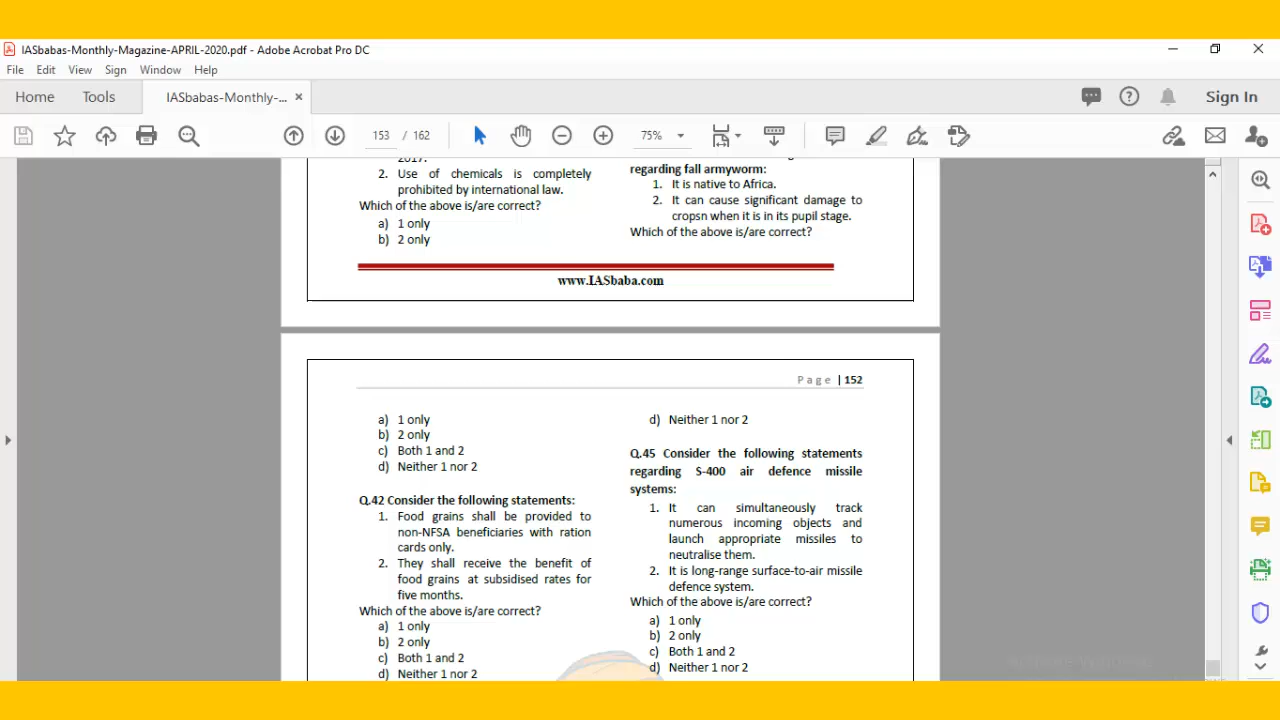 IASbabas-Monthly-Magazine-APRIL-2020.pdf - Adobe Acrobat Pro DC
File Edit View Sign Window Help
Home Tools IASbabas-Monthly-... × Sign In
153 / 162 75%
2017.
2. Use of chemicals is completely
prohibited by international law.
Which of the above is/are correct?
a) 1 only
b) 2 only
regarding fall armyworm:
1. It is native to Africa.
2. It can cause significant damage to
cropsn when it is in its pupil stage.
Which of the above is/are correct?
www.IASbaba.com
Page | 152
a) 1 only
b) 2 only
c) Both 1 and 2
d) Neither 1 nor 2
Q.42 Consider the following statements:
1. Food grains shall be provided to
non-NFSA beneficiaries with ration
cards only.
2. They shall receive the benefit of
food grains at subsidised rates for
five months.
Which of the above is/are correct?
a) 1 only
b) 2 only
c) Both 1 and 2
d) Neither 1 nor 2
d) Neither 1 nor 2
Q.45 Consider the following statements
regarding S-400 air defence missile
systems:
1. It can simultaneously track
numerous incoming objects and
launch appropriate missiles to
neutralise them.
2. It is long-range surface-to-air missile
defence system.
Which of the above is/are correct?
a) 1 only
b) 2 only
c) Both 1 and 2
d) Neither 1 nor 2